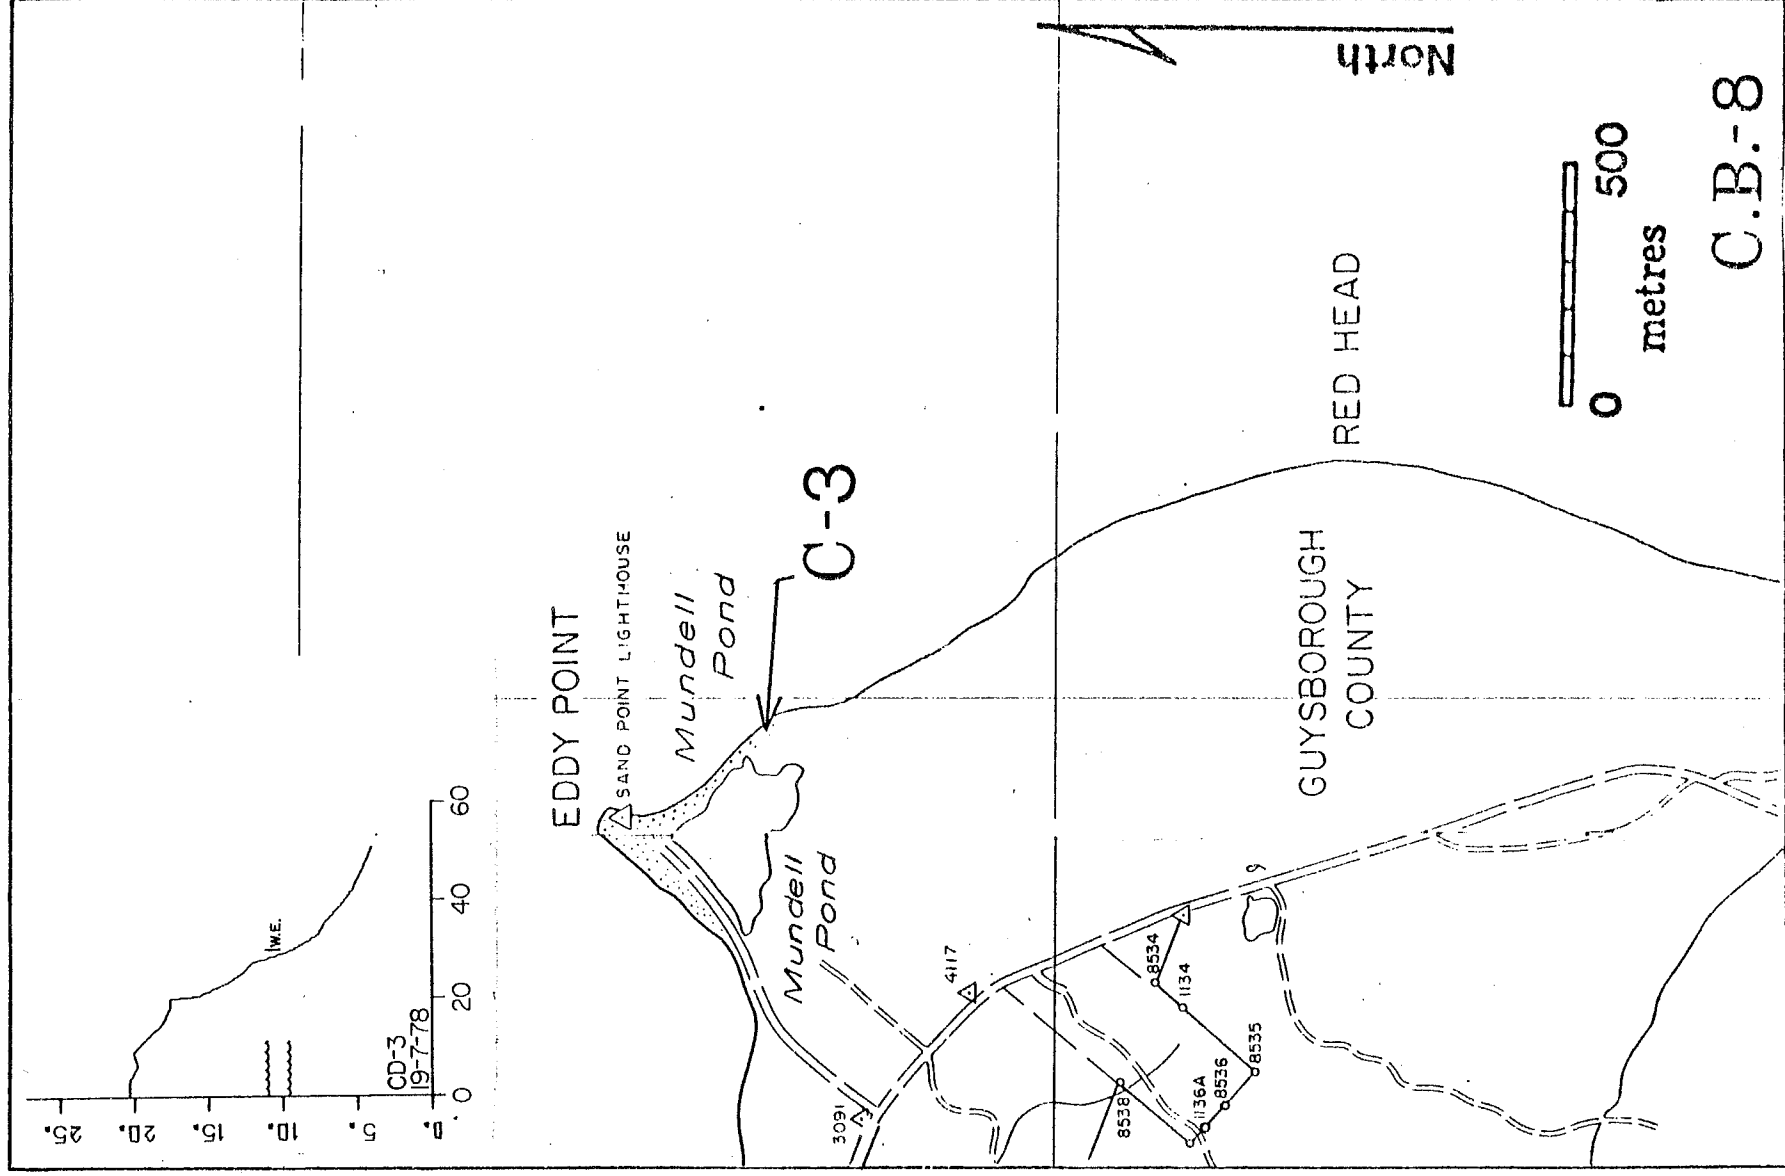 25.
20.
15.
10.
5.
0.
0
20
40
60
W.E.
CD-3
19-7-78
EDDY POINT
SAND POINT LIGHTHOUSE
Mundell
Pond
C-3
Mundell
Pond
3091
4117
8534
1134
8535
8536
1136A
8538
GUYSBOROUGH
COUNTY
RED HEAD
North
0
500
metres
C.B.-8